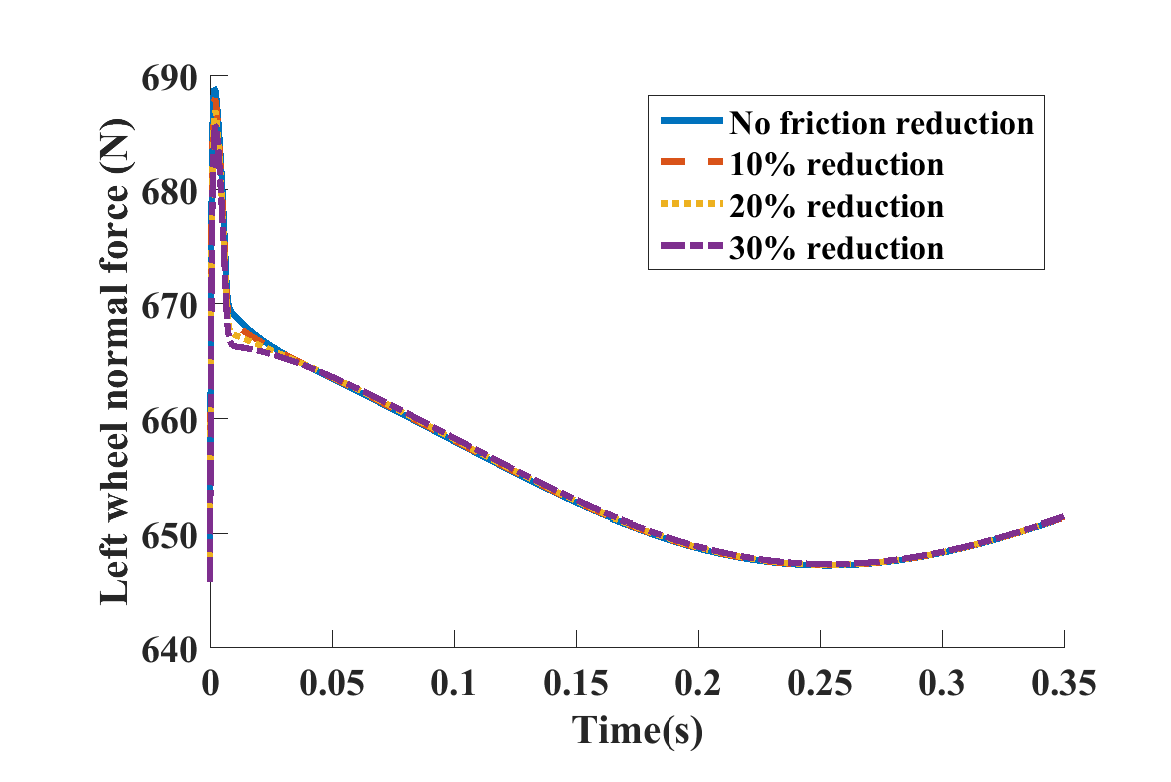 690
680
670
660
650
640
Left wheel normal force (N)
No friction reduction
10% reduction
20% reduction
30% reduction
0 0.05 0.1 0.15 0.2 0.25 0.3 0.35
Time(s)